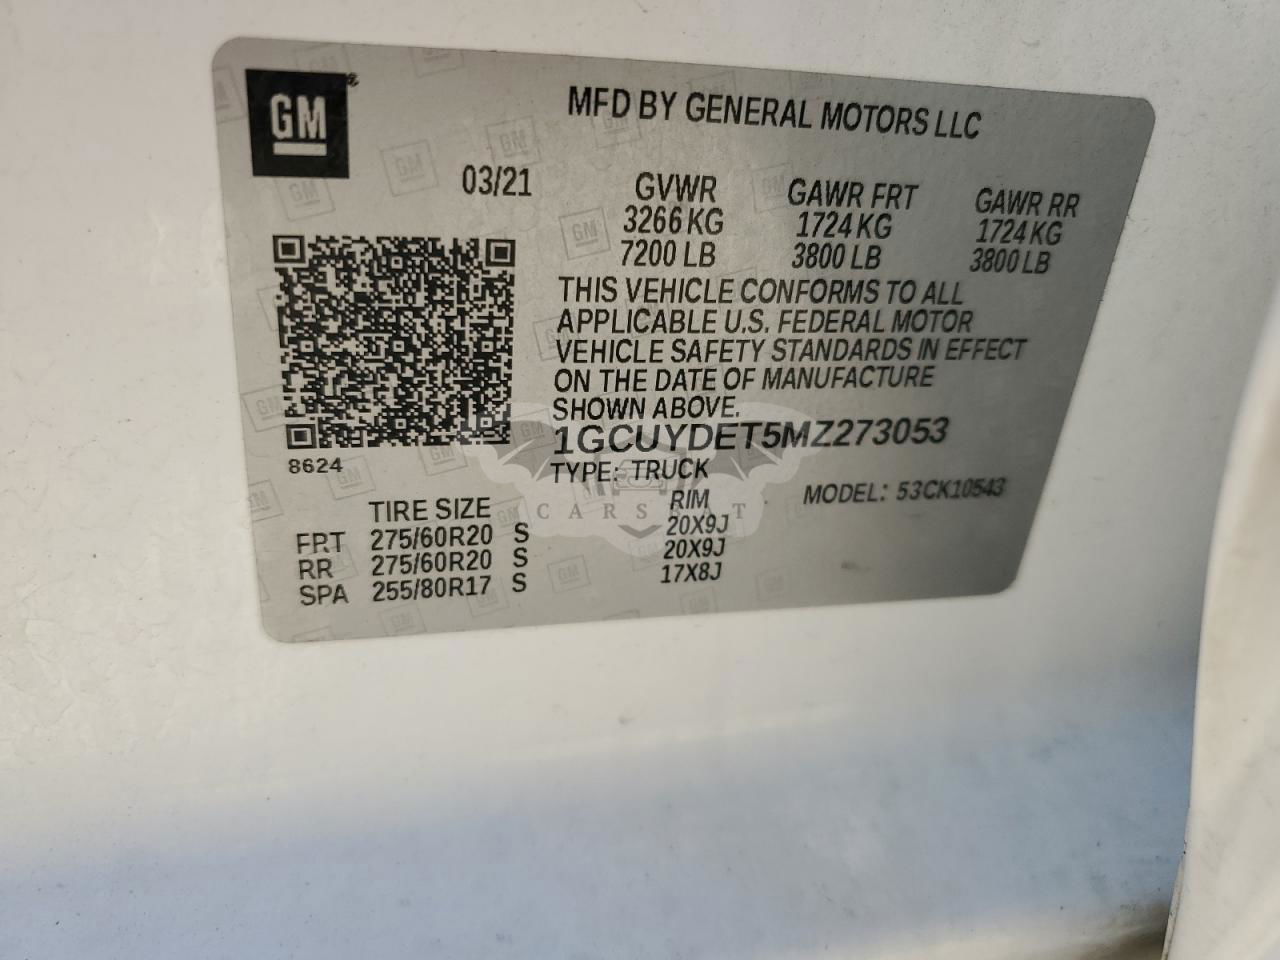 GM
MFD BY GENERAL MOTORS LLC
03/21
GVWR GAWR FRT GAWR RR
3266 KG 1724 KG 1724 KG
7200 LB 3800 LB 3800 LB
THIS VEHICLE CONFORMS TO ALL
APPLICABLE U.S. FEDERAL MOTOR
VEHICLE SAFETY STANDARDS IN EFFECT
ON THE DATE OF MANUFACTURE
SHOWN ABOVE.
1GCUYDET5MZ273053
8624
TYPE: TRUCK
MODEL: 53CK10543
TIRE SIZE RIM
FRT 275/60R20 S 20X9J
RR 275/60R20 S 20X9J
SPA 255/80R17 S 17X8J
CARSBAT